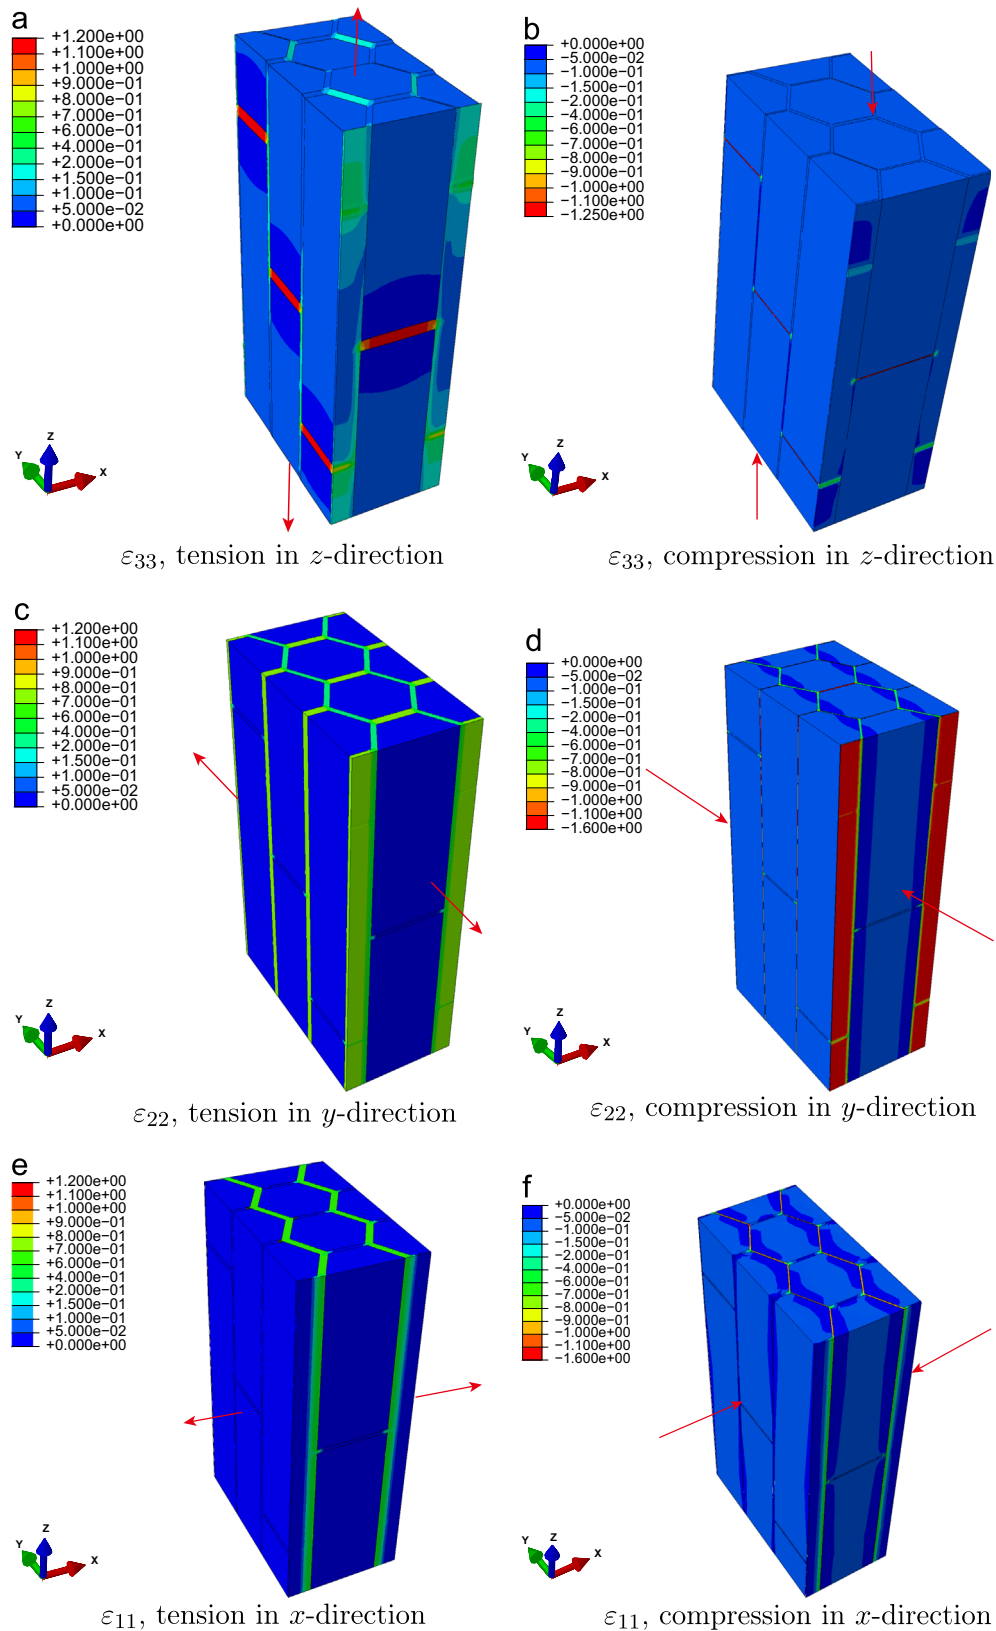 a
+1.200e+00
+1.100e+00
+1.000e+00
+9.000e−01
+8.000e−01
+7.000e−01
+6.000e−01
+4.000e−01
+2.000e−01
+1.500e−01
+1.000e−01
+5.000e−02
+0.000e+00
Z
Y
X
ε33, tension in z-direction
b
+0.000e+00
−5.000e−02
−1.000e−01
−1.500e−01
−2.000e−01
−4.000e−01
−6.000e−01
−7.000e−01
−8.000e−01
−9.000e−01
−1.000e+00
−1.100e+00
−1.250e+00
Z
Y
X
ε33, compression in z-direction
c
+1.200e+00
+1.100e+00
+1.000e+00
+9.000e−01
+8.000e−01
+7.000e−01
+6.000e−01
+4.000e−01
+2.000e−01
+1.500e−01
+1.000e−01
+5.000e−02
+0.000e+00
Z
Y
X
ε22, tension in y-direction
d
+0.000e+00
−5.000e−02
−1.000e−01
−1.500e−01
−2.000e−01
−4.000e−01
−6.000e−01
−7.000e−01
−8.000e−01
−9.000e−01
−1.000e+00
−1.100e+00
−1.600e+00
Z
Y
X
ε22, compression in y-direction
e
+1.200e+00
+1.100e+00
+1.000e+00
+9.000e−01
+8.000e−01
+7.000e−01
+6.000e−01
+4.000e−01
+2.000e−01
+1.500e−01
+1.000e−01
+5.000e−02
+0.000e+00
Z
Y
X
ε11, tension in x-direction
f
+0.000e+00
−5.000e−02
−1.000e−01
−1.500e−01
−2.000e−01
−4.000e−01
−6.000e−01
−7.000e−01
−8.000e−01
−9.000e−01
−1.000e+00
−1.100e+00
−1.600e+00
Z
Y
X
ε11, compression in x-direction